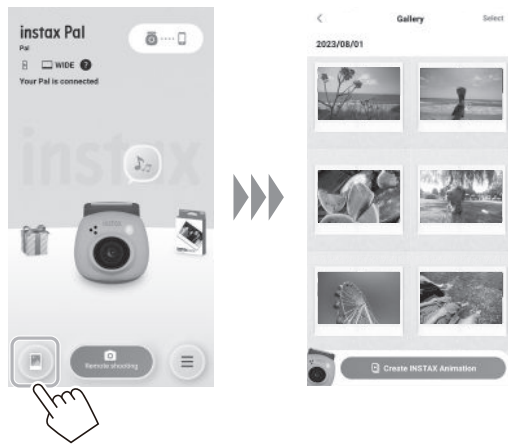 instax Pal
Pal
WIDE ?
Your Pal is connected
instax
instax
Remote shooting
Gallery
Select
2023/08/01
Create INSTAX Animation